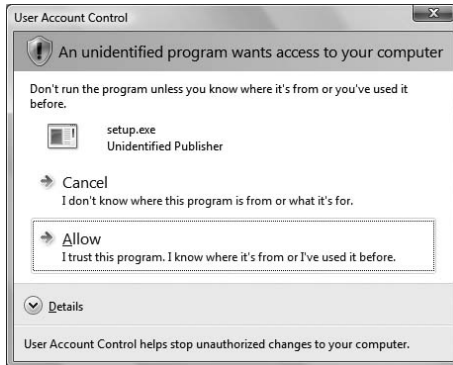 User Account Control
An unidentified program wants access to your computer
Don't run the program unless you know where it's from or you've used it
before.
setup.exe
Unidentified Publisher
Cancel
I don't know where this program is from or what it's for.
Allow
I trust this program. I know where it's from or I've used it before.
Details
User Account Control helps stop unauthorized changes to your computer.